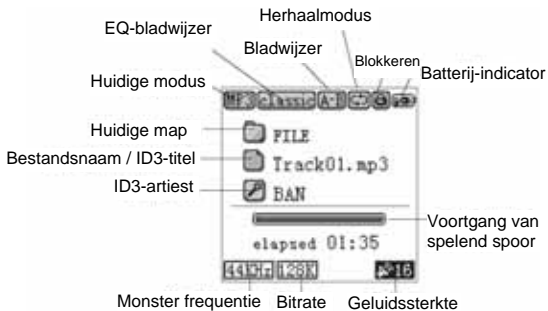 Herhaalmodus
EQ-bladwijzer
Bladwijzer
Blokkeren
Batterij-indicator
Huidige modus
MP3 classic A-B
Huidige map
FILE
Bestandsnaam / ID3-titel
Track01.mp3
ID3-artiest
BAN
Voortgang van
spelend spoor
elapsed 01:35
44KHz 128K 16
Monster frequentie Bitrate Geluidssterkte